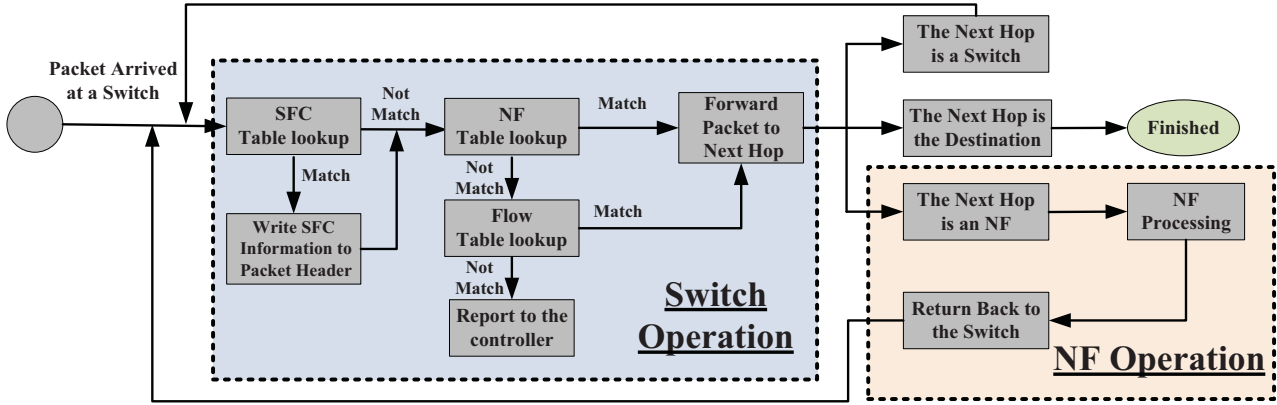 Packet Arrived
at a Switch
SFC
Table lookup
Match
Write SFC
Information to
Packet Header
Not
Match
NF
Table lookup
Match
Not
Match
Flow
Table lookup
Match
Not
Match
Report to the
controller
Forward
Packet to
Next Hop
Switch
Operation
The Next Hop
is a Switch
The Next Hop is
the Destination
Finished
The Next Hop
is an NF
NF
Processing
Return Back to
the Switch
NF Operation